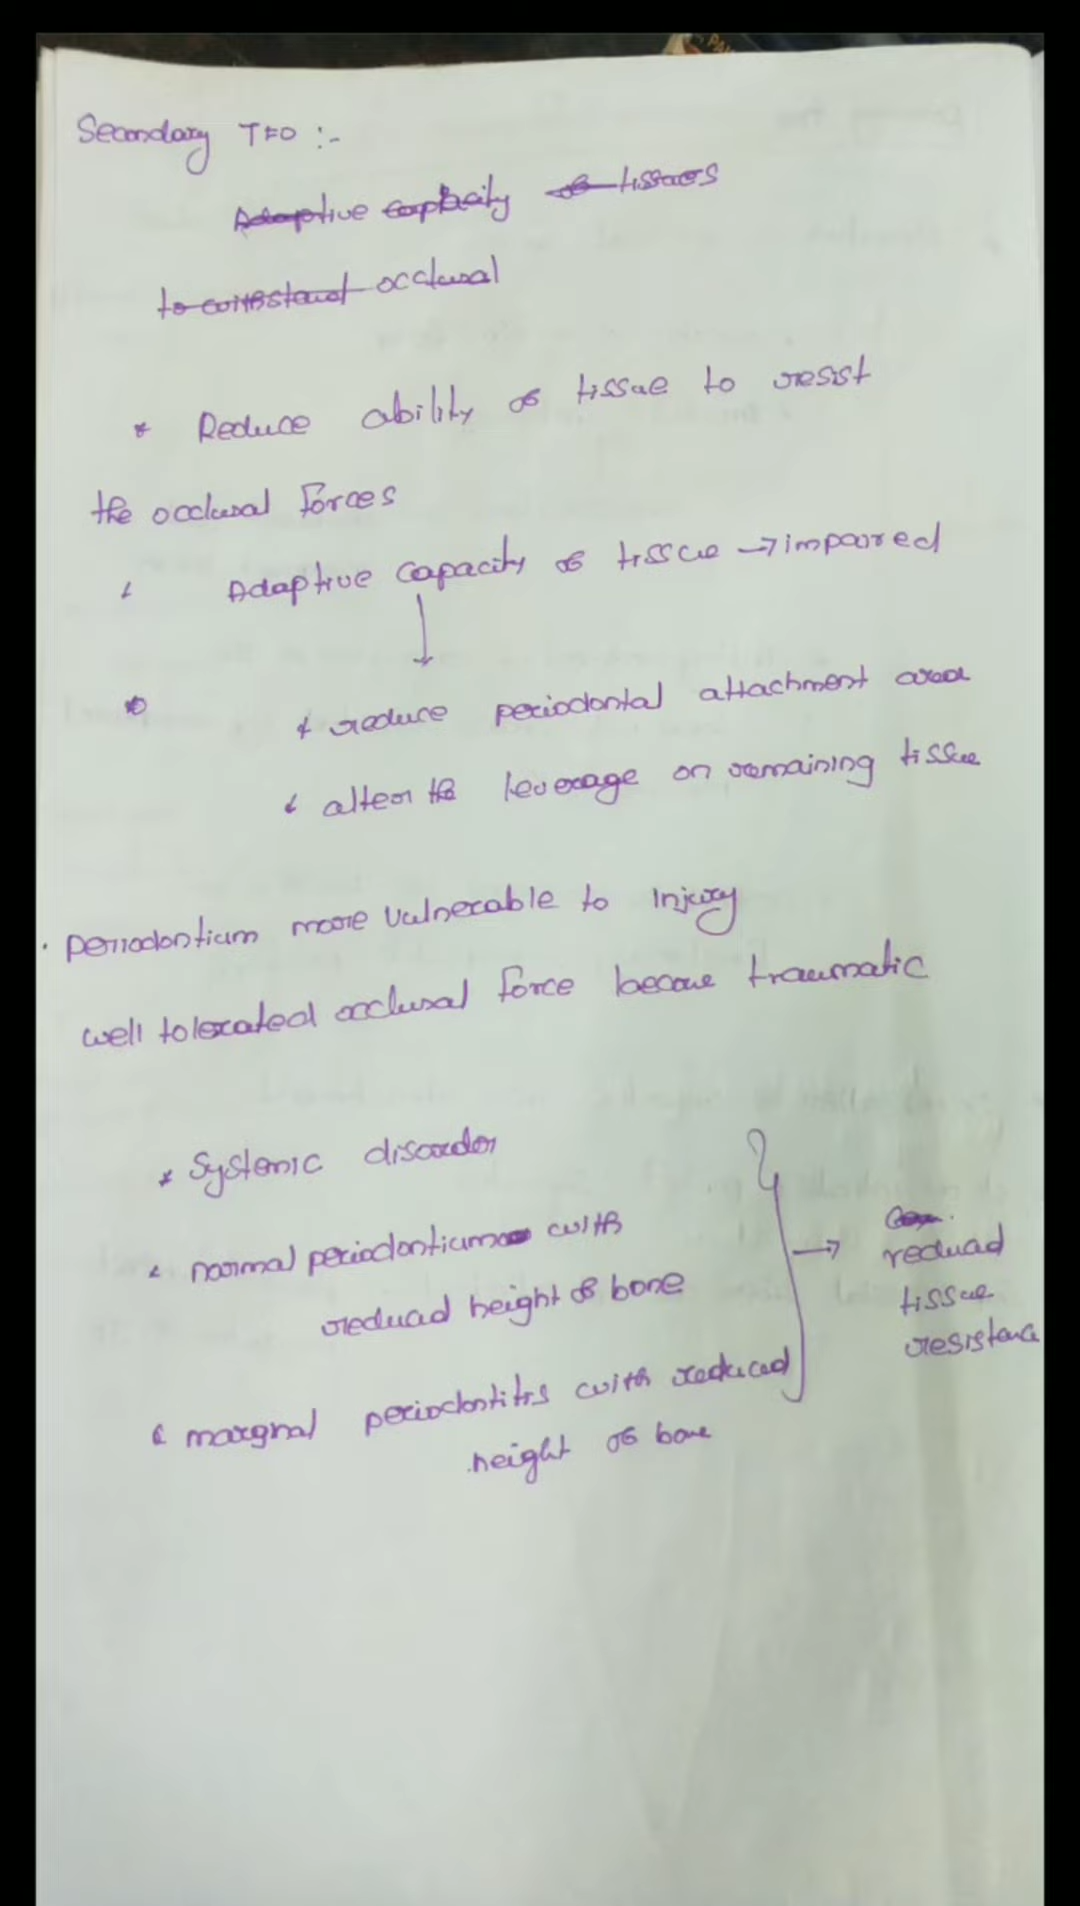 Secondary TFO :-
Adaptive capacity of tissues
to withstand occlusal
* Reduce ability of tissue to resist
the occlusal forces
Adaptive capacity of tissue → impaired
↓
* reduce periodontal attachment area
alter the leverage on remaining tissue
. periodontium more vulnerable to Injury
well tolerated occlusal force become traumatic
* Systemic disorder
normal periodontium with
reduced height of bone
marginal periodontitis with reduced
height of bone
→ reduced
tissue
resistance